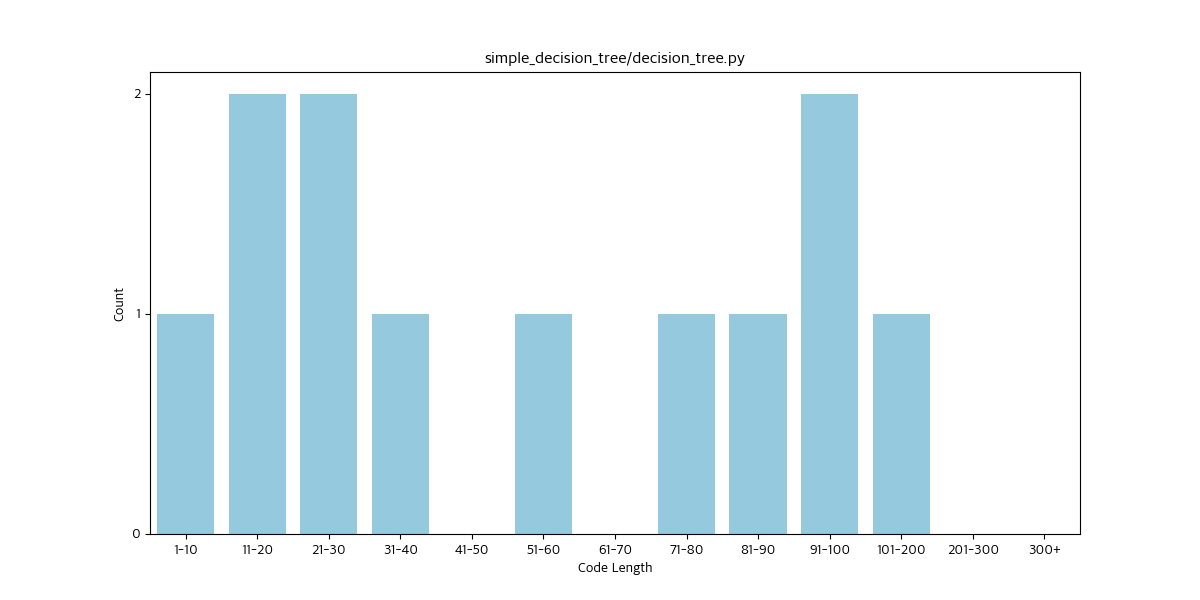 simple_decision_tree/decision_tree.py
2
1
0
Count
1-10 11-20 21-30 31-40 41-50 51-60 61-70 71-80 81-90 91-100 101-200 201-300 300+
Code Length